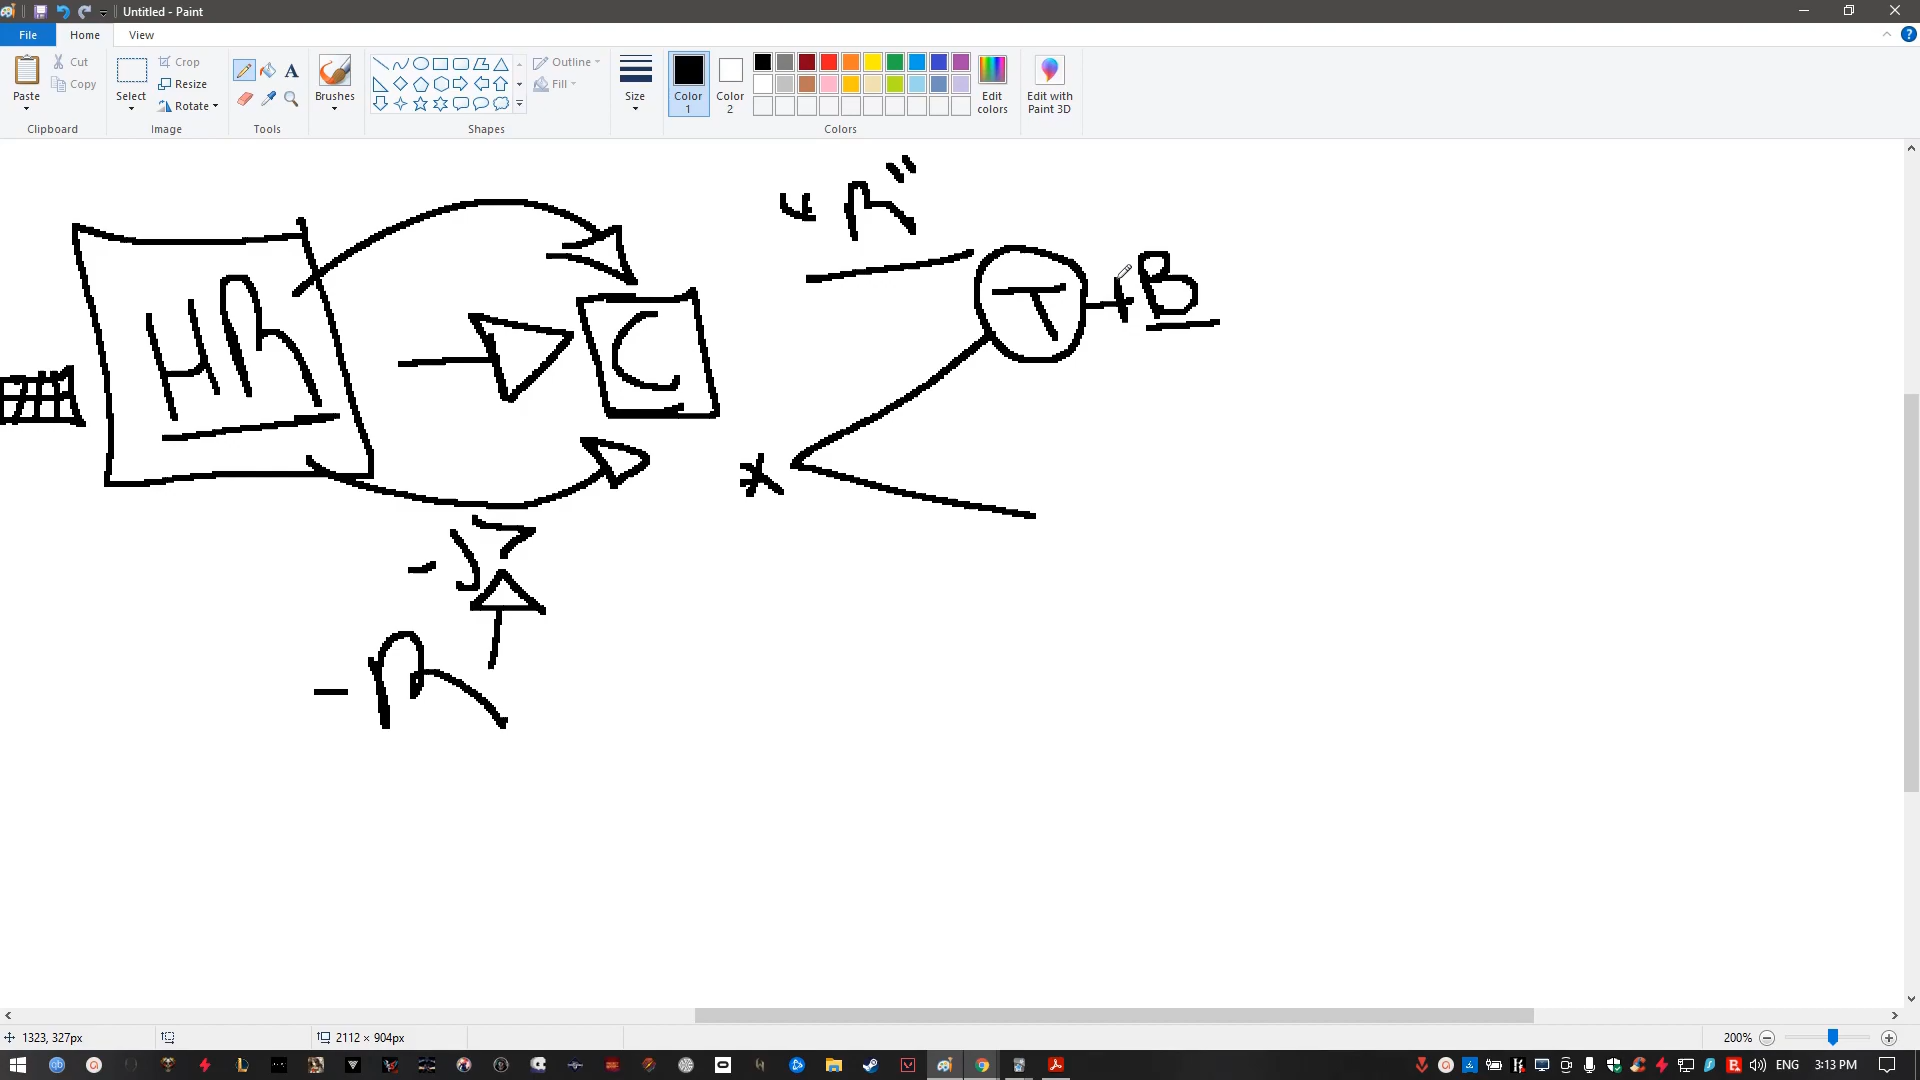 Untitled - Paint
File Home View
Paste
Cut
Copy
Clipboard
Select
Crop
Resize
Rotate
Image
Tools
Brushes
Shapes
Outline
Fill
Size
Color 1
Color 2
Edit colors
Colors
Edit with Paint 3D
"R"
HR
C
T + B
*
- J
- R
1323, 327px
2112 × 904px
200%
ENG
3:13 PM